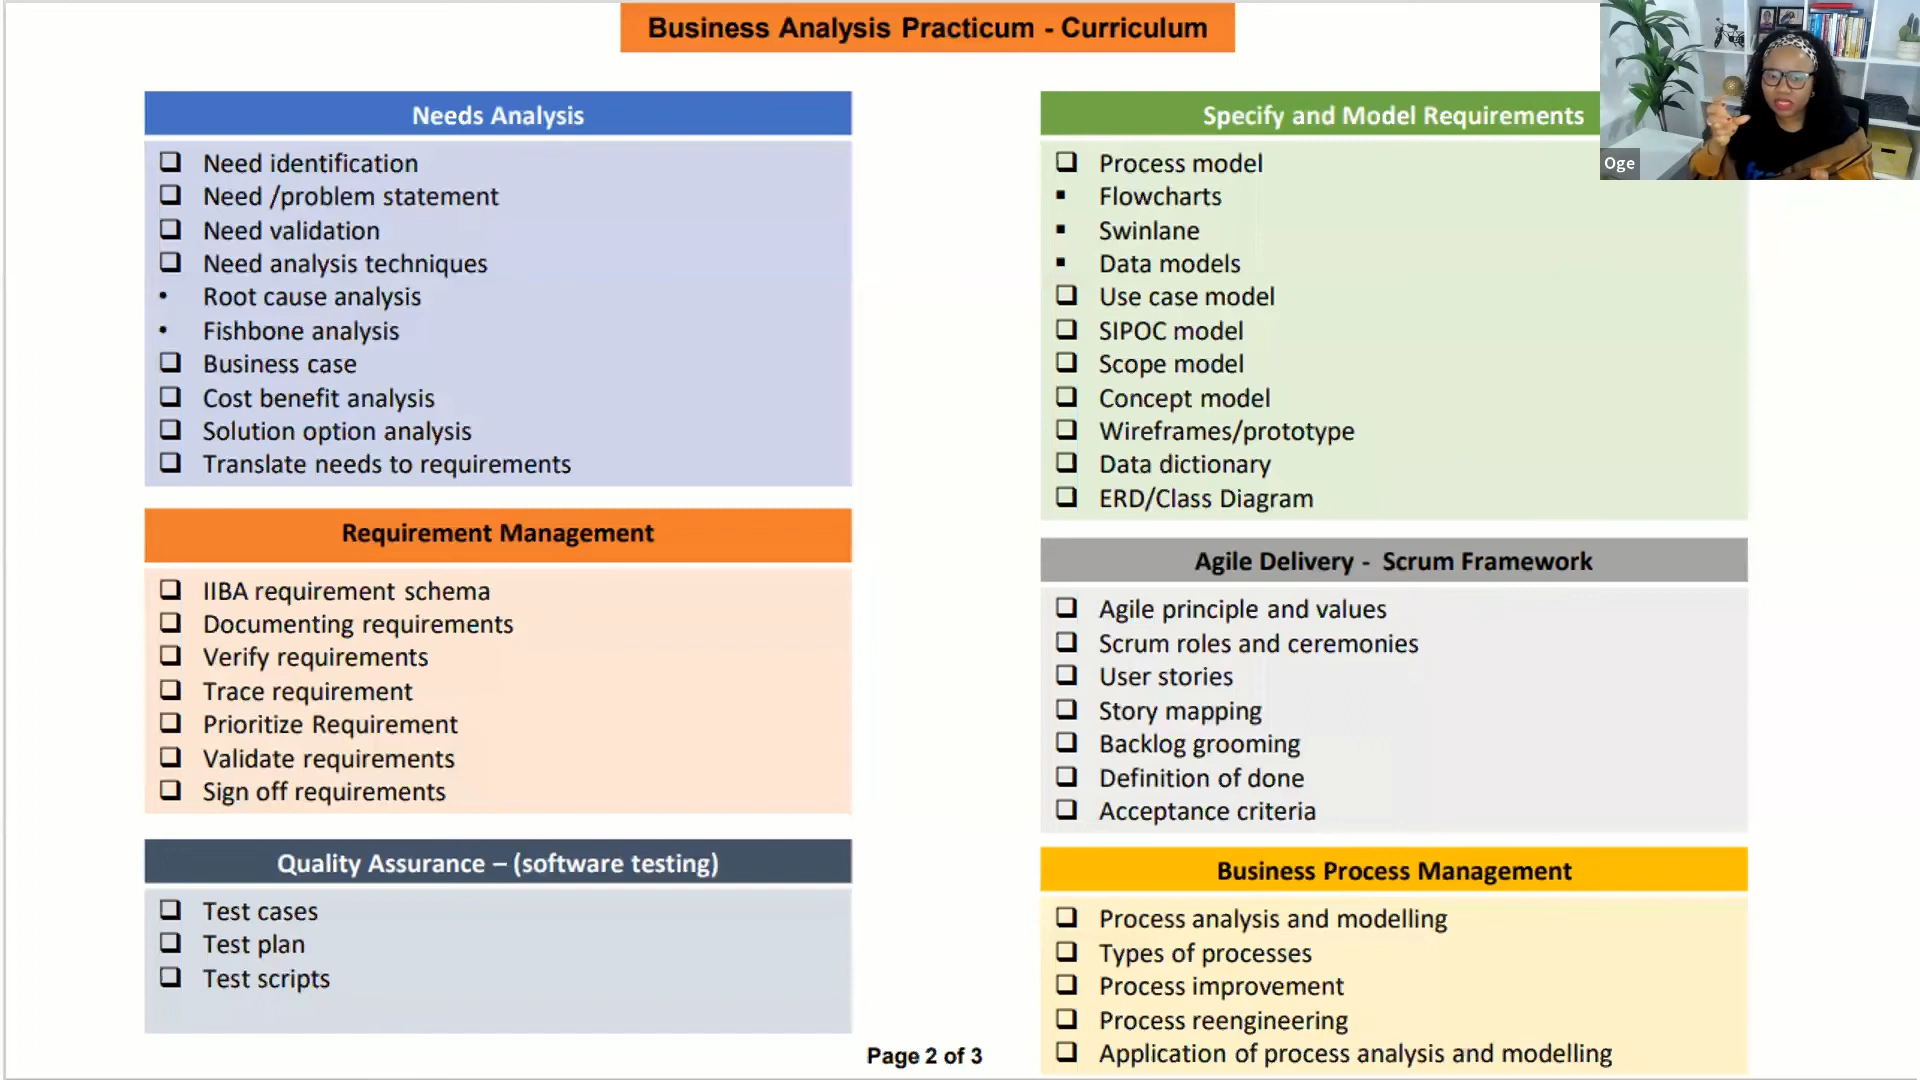 Business Analysis Practicum - Curriculum
Needs Analysis
Need identification
Need /problem statement
Need validation
Need analysis techniques
Root cause analysis
Fishbone analysis
Business case
Cost benefit analysis
Solution option analysis
Translate needs to requirements
Requirement Management
IIBA requirement schema
Documenting requirements
Verify requirements
Trace requirement
Prioritize Requirement
Validate requirements
Sign off requirements
Quality Assurance – (software testing)
Test cases
Test plan
Test scripts
Specify and Model Requirements
Process model
Flowcharts
Swinlane
Data models
Use case model
SIPOC model
Scope model
Concept model
Wireframes/prototype
Data dictionary
ERD/Class Diagram
Agile Delivery - Scrum Framework
Agile principle and values
Scrum roles and ceremonies
User stories
Story mapping
Backlog grooming
Definition of done
Acceptance criteria
Business Process Management
Process analysis and modelling
Types of processes
Process improvement
Process reengineering
Application of process analysis and modelling
Page 2 of 3
Oge